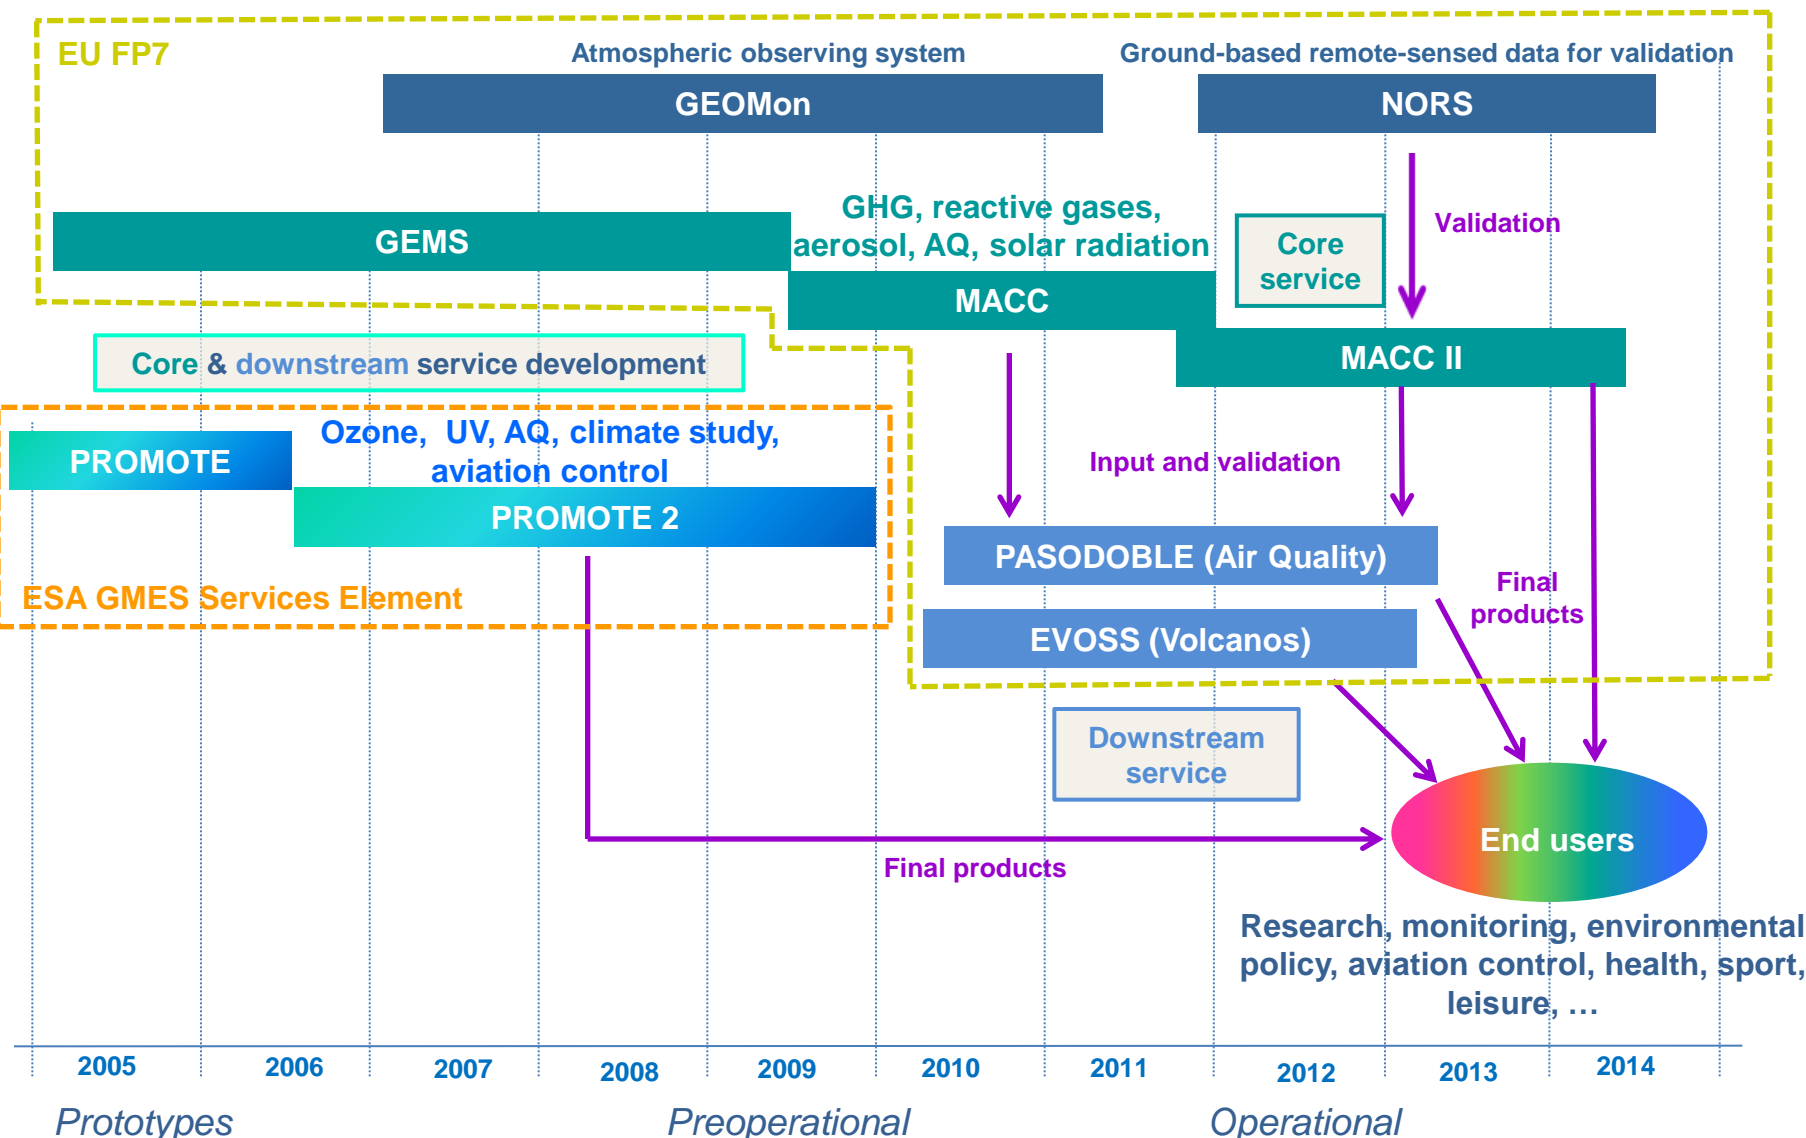 EU FP7
Atmospheric observing system
Ground-based remote-sensed data for validation
GEOMon
NORS
GHG, reactive gases,
aerosol, AQ, solar radiation
Validation
GEMS
Core
service
MACC
Core & downstream service development
MACC II
Ozone, UV, AQ, climate study,
aviation control
PROMOTE
Input and validation
PROMOTE 2
PASODOBLE (Air Quality)
Final
products
ESA GMES Services Element
EVOSS (Volcanos)
Downstream
service
End users
Final products
Research, monitoring, environmental
policy, aviation control, health, sport,
leisure, …
2005 2006 2007 2008 2009 2010 2011 2012 2013 2014
Prototypes Preoperational Operational